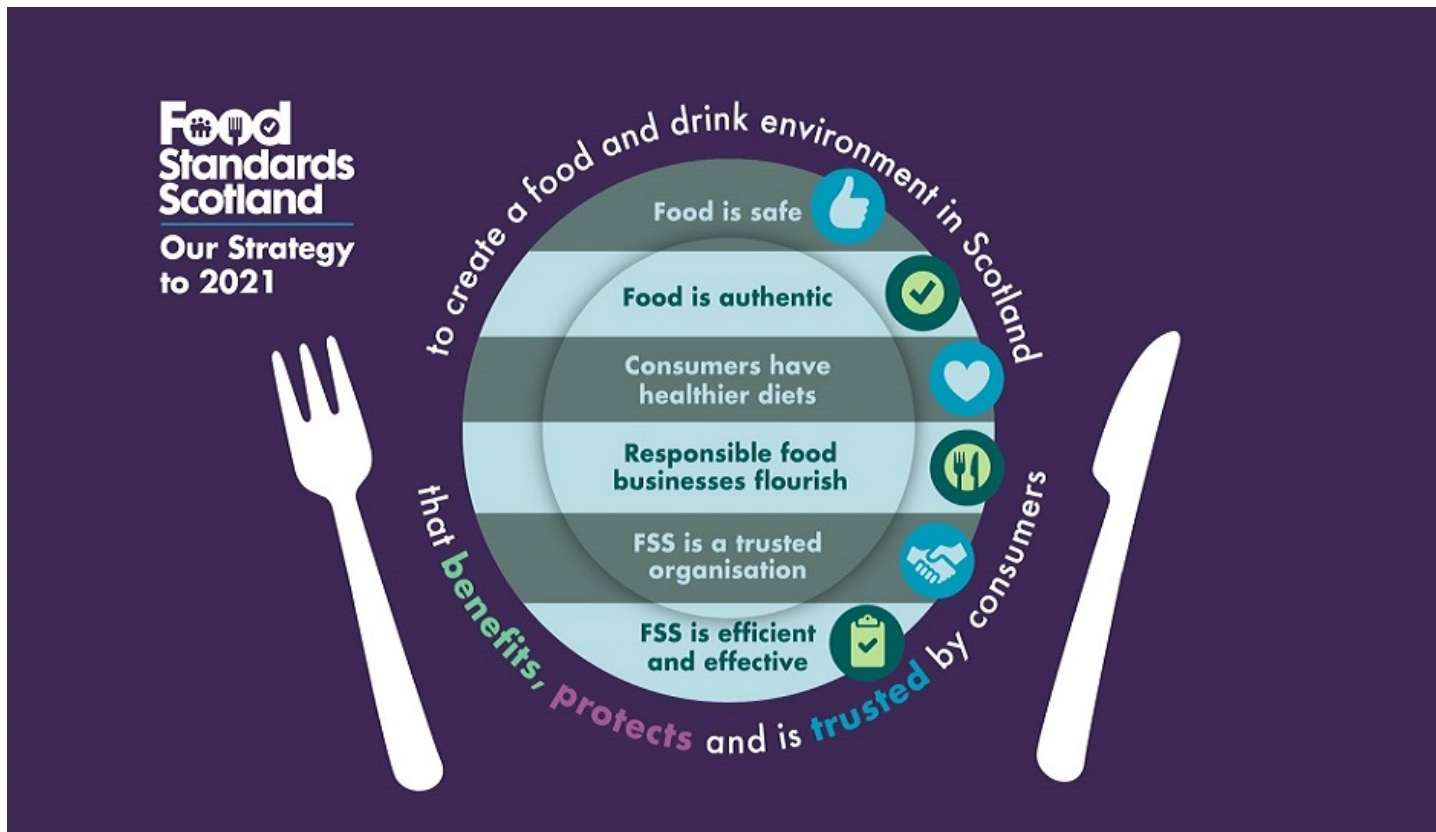 Food
Standards
Scotland
Our Strategy
to 2021
to create a food and drink environment in Scotland
Food is safe
Food is authentic
Consumers have
healthier diets
Responsible food
businesses flourish
FSS is a trusted
organisation
FSS is efficient
and effective
that benefits, protects and is trusted by consumers